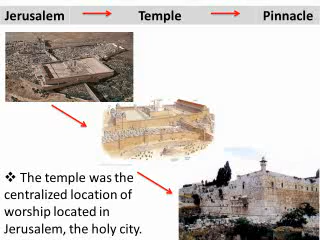 Jerusalem Temple Pinnacle
❖ The temple was the
centralized location of
worship located in
Jerusalem, the holy city.